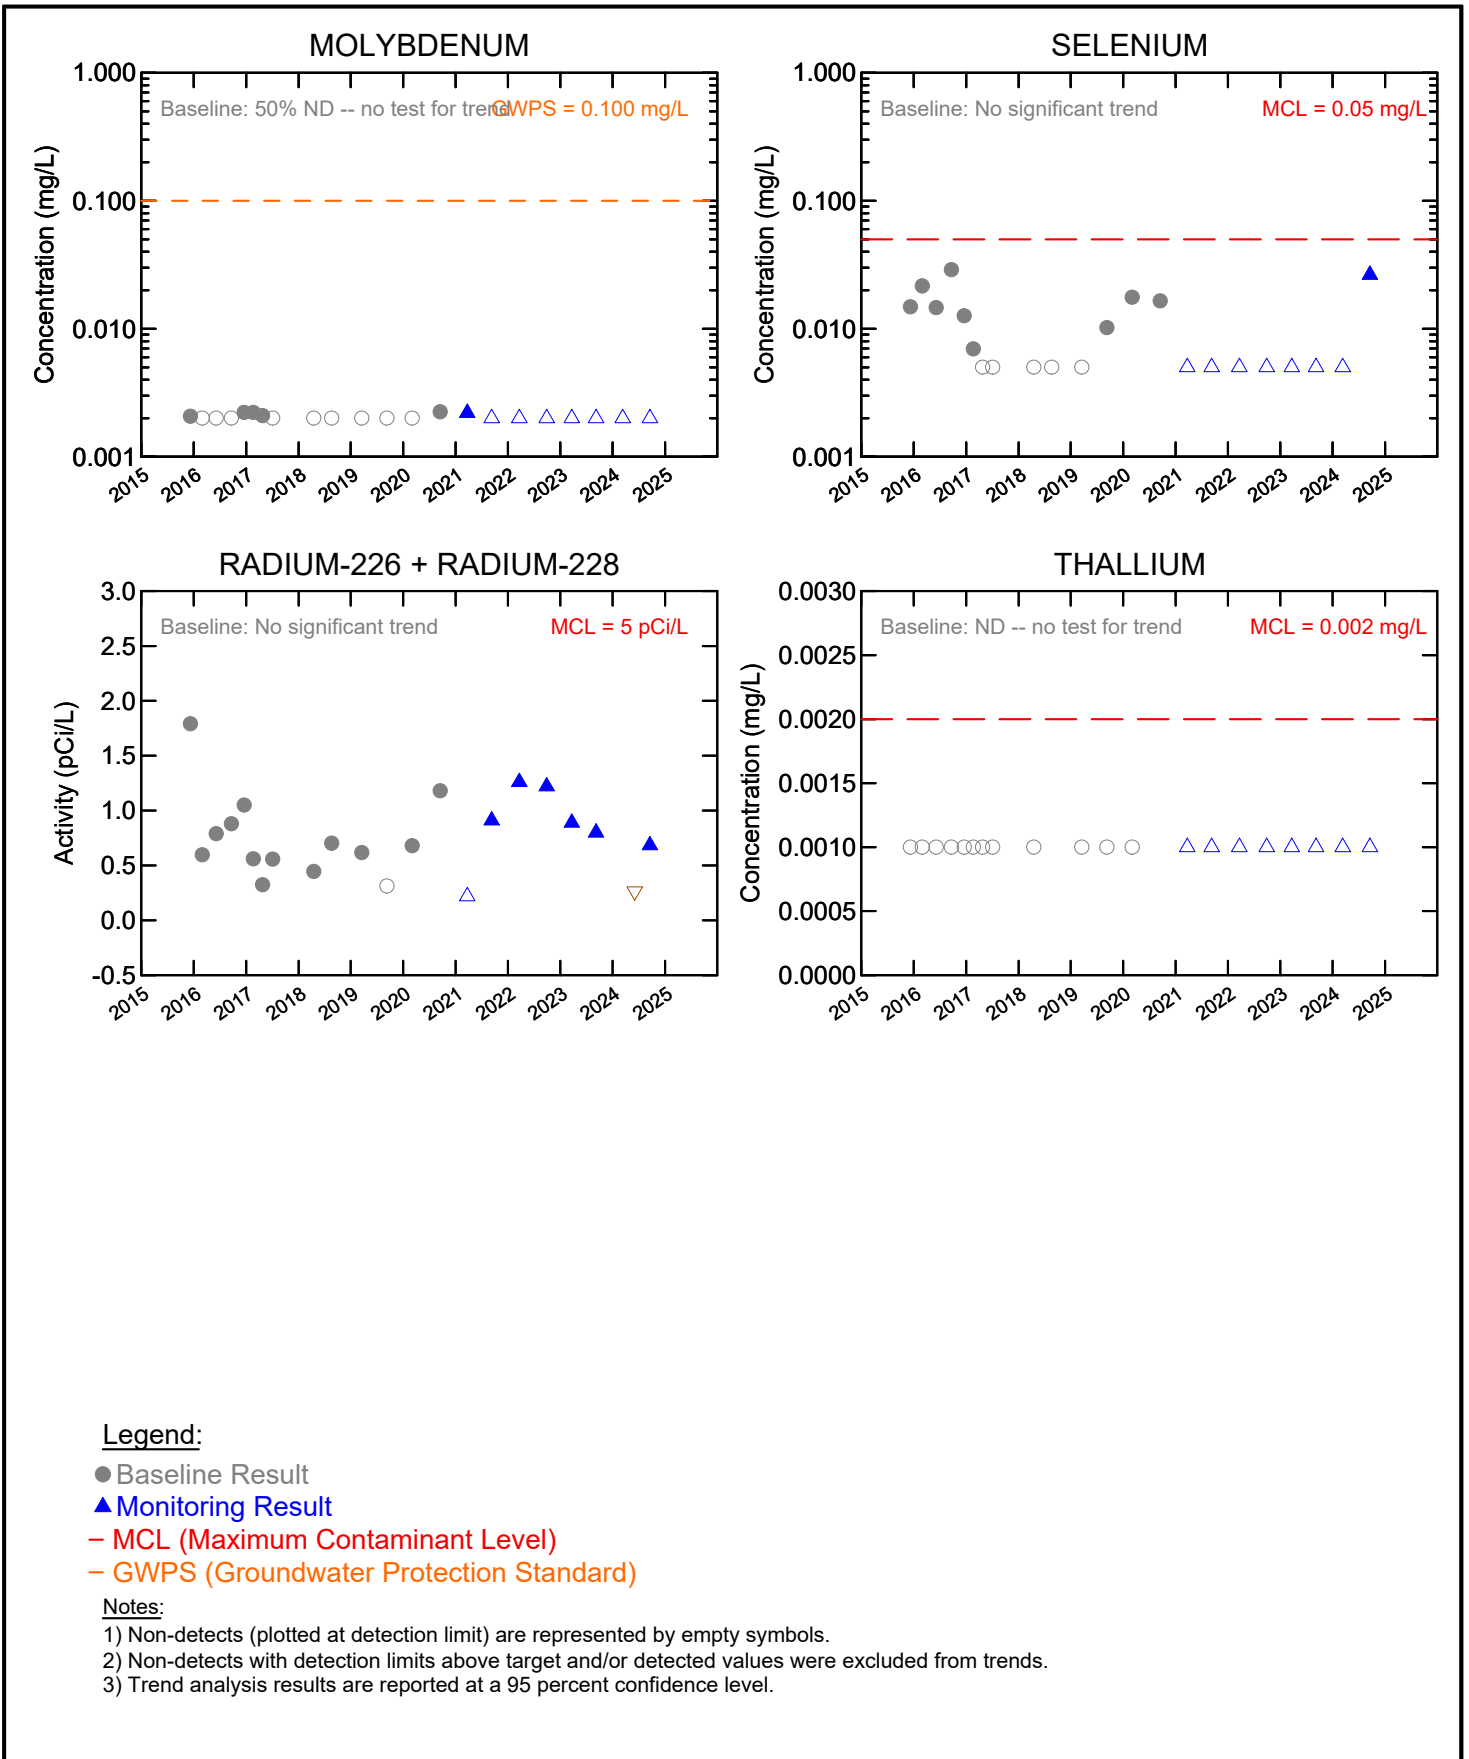 MOLYBDENUM
Baseline: 50% ND -- no test for trend
GWPS = 0.100 mg/L
Concentration (mg/L)
1.000
0.100
0.010
0.001
2015 2016 2017 2018 2019 2020 2021 2022 2023 2024 2025
SELENIUM
Baseline: No significant trend
MCL = 0.05 mg/L
Concentration (mg/L)
1.000
0.100
0.010
0.001
2015 2016 2017 2018 2019 2020 2021 2022 2023 2024 2025
RADIUM-226 + RADIUM-228
Baseline: No significant trend
MCL = 5 pCi/L
Activity (pCi/L)
3.0
2.5
2.0
1.5
1.0
0.5
0.0
-0.5
2015 2016 2017 2018 2019 2020 2021 2022 2023 2024 2025
THALLIUM
Baseline: ND -- no test for trend
MCL = 0.002 mg/L
Concentration (mg/L)
0.0030
0.0025
0.0020
0.0015
0.0010
0.0005
0.0000
2015 2016 2017 2018 2019 2020 2021 2022 2023 2024 2025
Legend:
Baseline Result
Monitoring Result
MCL (Maximum Contaminant Level)
GWPS (Groundwater Protection Standard)
Notes:
1) Non-detects (plotted at detection limit) are represented by empty symbols.
2) Non-detects with detection limits above target and/or detected values were excluded from trends.
3) Trend analysis results are reported at a 95 percent confidence level.